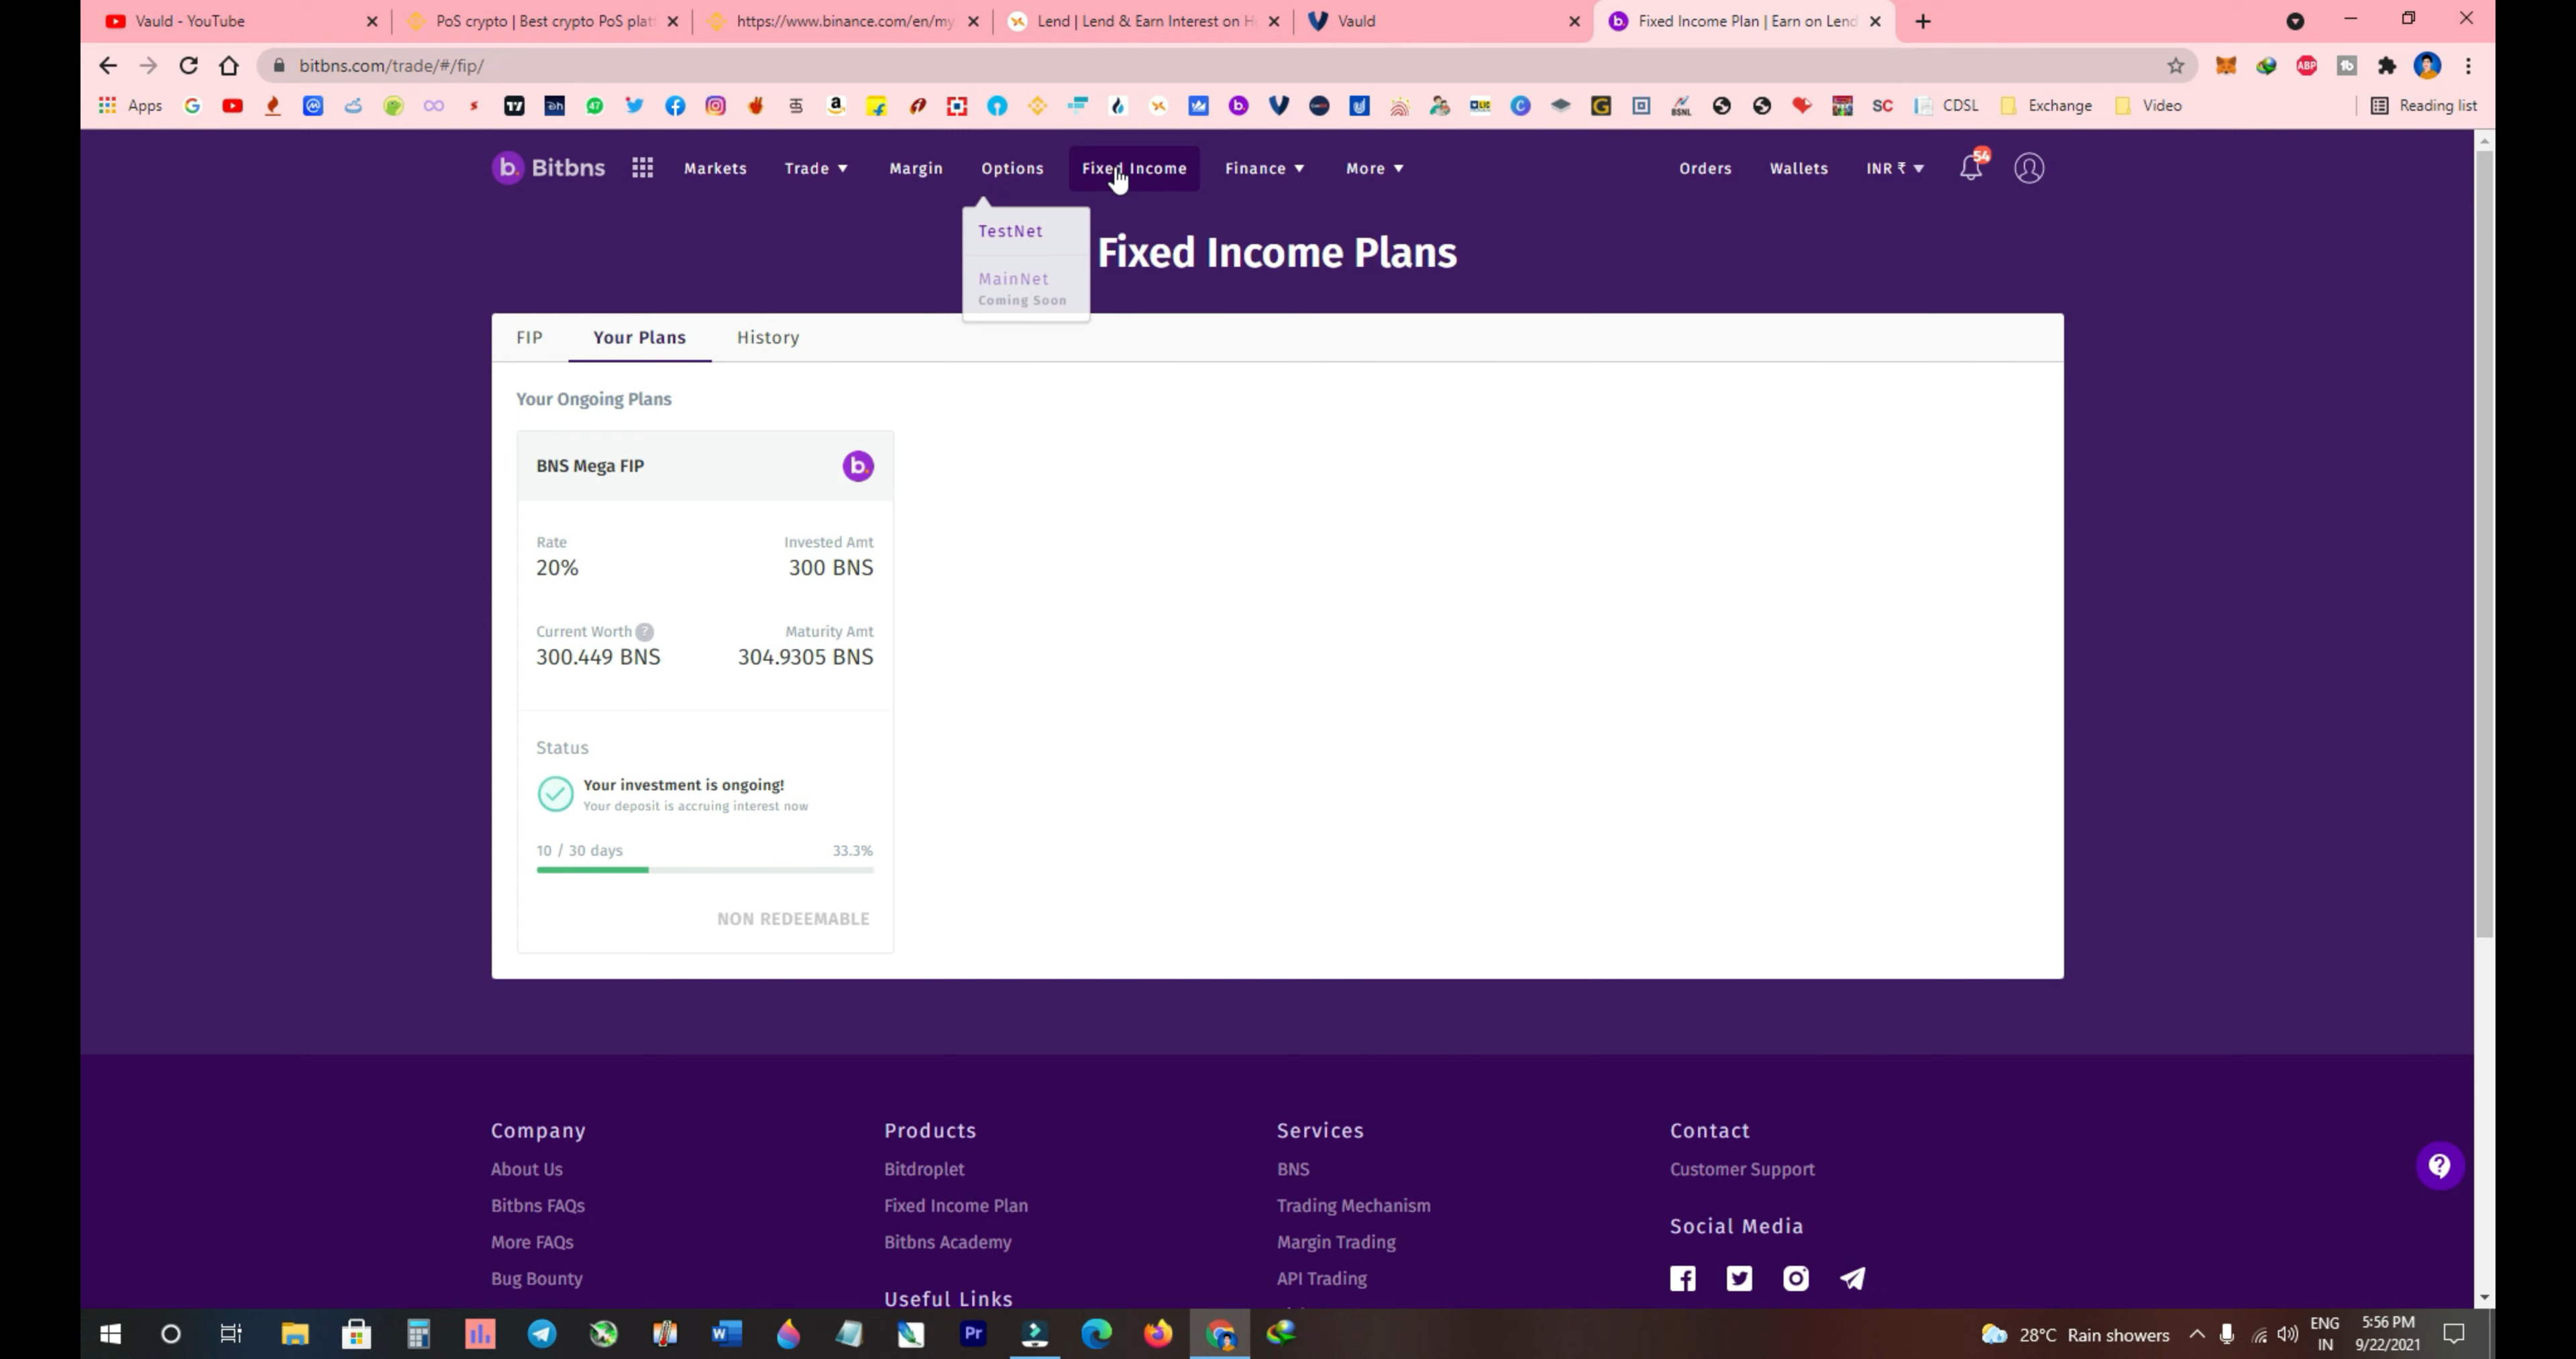 Vauld - YouTube
PoS crypto | Best crypto PoS plat
https://www.binance.com/en/my
Lend | Lend & Earn Interest on H
Vauld
Fixed Income Plan | Earn on Lend
bitbns.com/trade/#/fip/
Apps
CDSL
Exchange
Video
Reading list
b. Bitbns
Markets
Trade
Margin
Options
Fixed Income
Finance
More
Orders
Wallets
INR ₹
54
TestNet
MainNet
Coming Soon
Fixed Income Plans
FIP
Your Plans
History
Your Ongoing Plans
BNS Mega FIP
b.
Rate
Invested Amt
20%
300 BNS
Current Worth ?
Maturity Amt
300.449 BNS
304.9305 BNS
Status
Your investment is ongoing!
Your deposit is accruing interest now
10 / 30 days
33.3%
NON REDEEMABLE
Company
About Us
Bitbns FAQs
More FAQs
Bug Bounty
Products
Bitdroplet
Fixed Income Plan
Bitbns Academy
Useful Links
Services
BNS
Trading Mechanism
Margin Trading
API Trading
Contact
Customer Support
Social Media
28°C Rain showers
ENG
IN
5:56 PM
9/22/2021